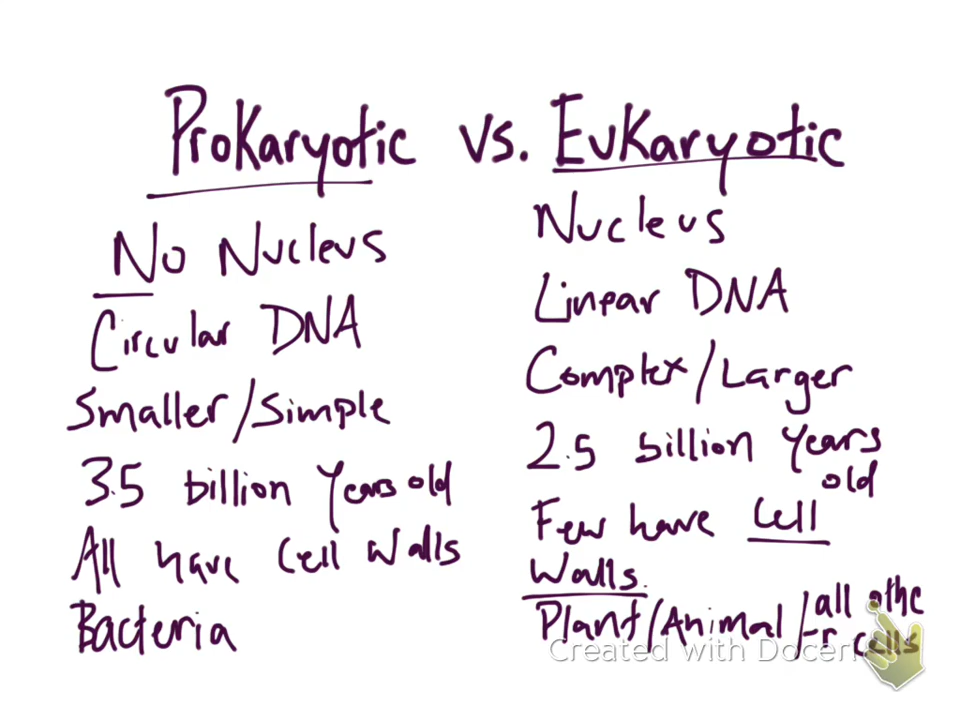 Prokaryotic vs. Eukaryotic
No Nucleus
Circular DNA
Smaller/Simple
3.5 billion Years old
All have Cell Walls
Bacteria
Nucleus
Linear DNA
Complex/Larger
2.5 billion Years
old
Few have Cell
Walls.
Plant/Animal/all othe
-r cells
Created with Doceri